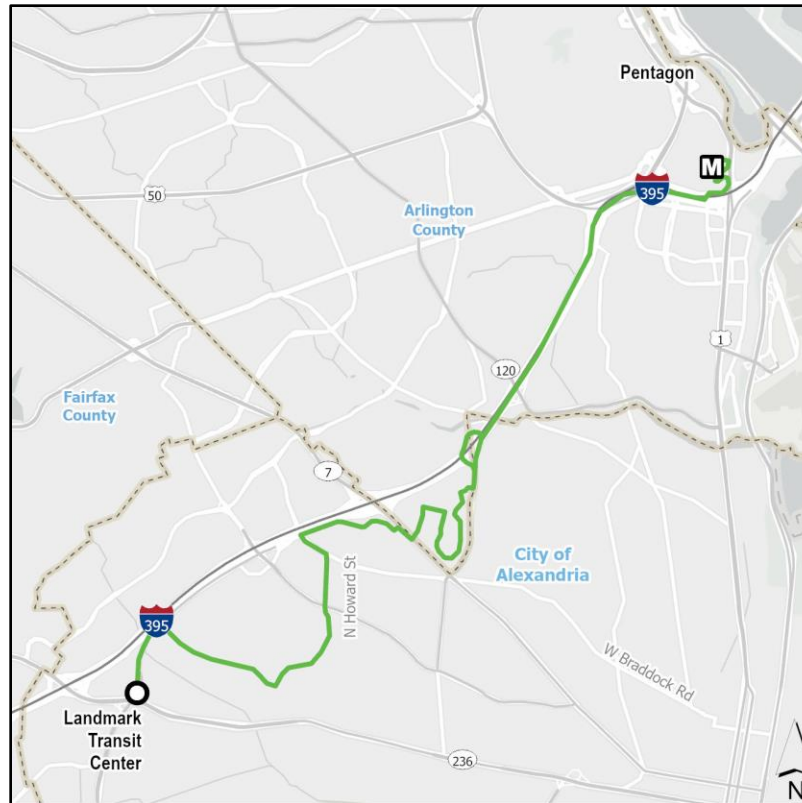 Pentagon
M
395
50
Arlington
County
1
120
Fairfax
County
7
City of
Alexandria
N Howard St
395
W Braddock Rd
Landmark
Transit
Center
236
N